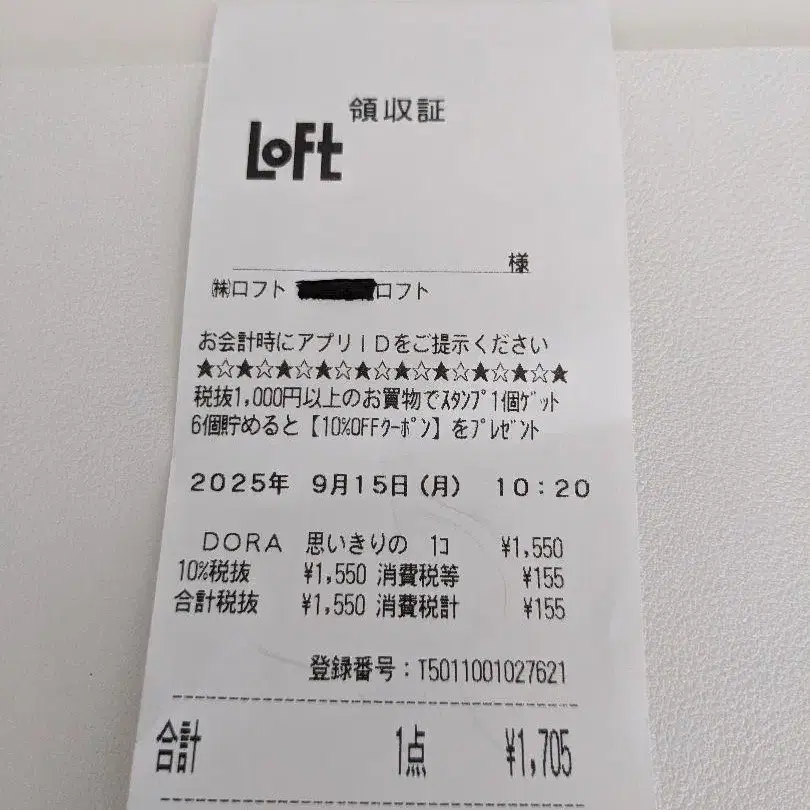 領収証
LoFt
様
㈱ロフト ロフト
お会計時にアプリIDをご提示ください
★☆★☆★☆★☆★☆★☆★☆★☆★☆★
税抜1,000円以上のお買物でｽﾀﾝﾌﾟ1個ｹﾞｯﾄ
6個貯めると【10%OFFｸｰﾎﾟﾝ】をﾌﾟﾚｾﾞﾝﾄ
2025年 9月15日(月) 10:20
DORA 思いきりの 1コ ¥1,550
10%税抜 ¥1,550 消費税等 ¥155
合計税抜 ¥1,550 消費税計 ¥155
登録番号：T5011001027621
合計 1点 ¥1,705